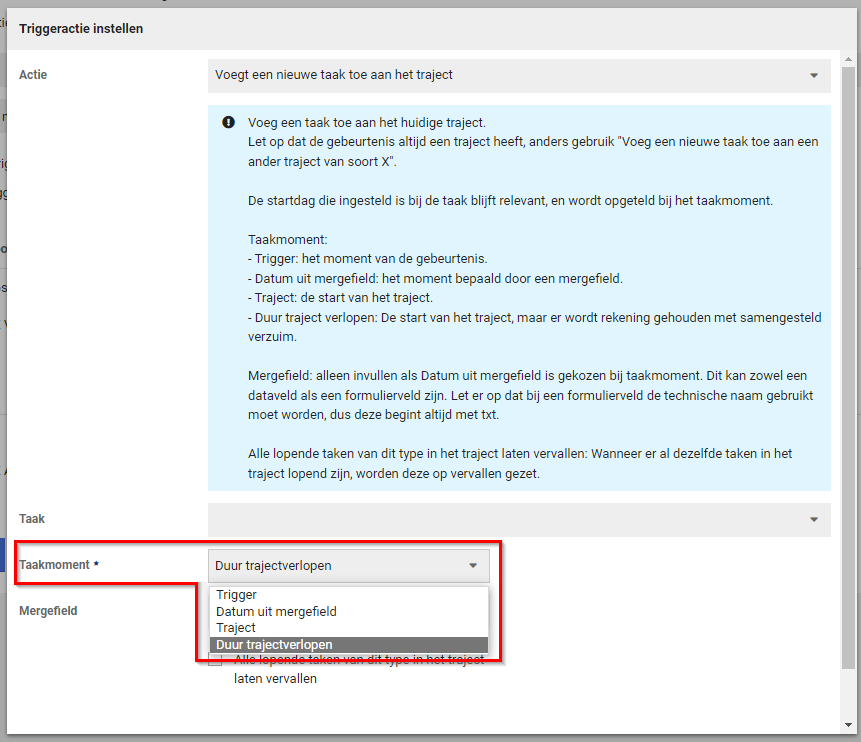 Triggeractie instellen
Actie
Voegt een nieuwe taak toe aan het traject
Voeg een taak toe aan het huidige traject.
Let op dat de gebeurtenis altijd een traject heeft, anders gebruik "Voeg een nieuwe taak toe aan een
ander traject van soort X".
De startdag die ingesteld is bij de taak blijft relevant, en wordt opgeteld bij het taakmoment.
Taakmoment:
- Trigger: het moment van de gebeurtenis.
- Datum uit mergefield: het moment bepaald door een mergefield.
- Traject: de start van het traject.
- Duur traject verlopen: De start van het traject, maar er wordt rekening gehouden met samengesteld
verzuim.
Mergefield: alleen invullen als Datum uit mergefield is gekozen bij taakmoment. Dit kan zowel een
dataveld als een formulierveld zijn. Let er op dat bij een formulierveld de technische naam gebruikt
moet worden, dus deze begint altijd met txt.
Alle lopende taken van dit type in het traject laten vervallen: Wanneer er al dezelfde taken in het
traject lopend zijn, worden deze op vervallen gezet.
Taak
Taakmoment *
Duur trajectverlopen
Trigger
Datum uit mergefield
Traject
Duur trajectverlopen
Mergefield
Alle lopende taken van dit type in het traject
laten vervallen